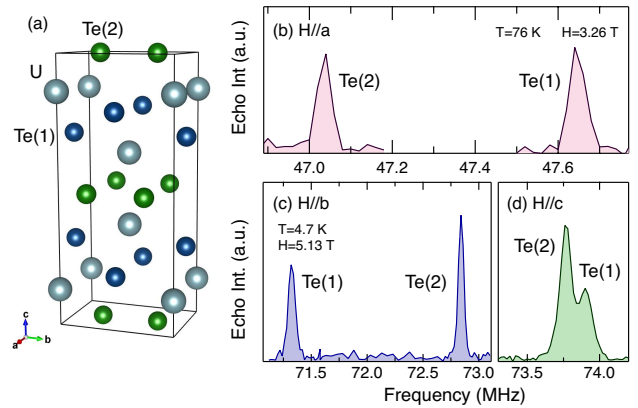 (a)
Te(2)
U
Te(1)
c
a
b
(b) H//a
T=76 K
H=3.26 T
Te(2)
Te(1)
Echo Int (a.u.)
47.0
47.2
47.4
47.6
(c) H//b
T=4.7 K
H=5.13 T
Te(1)
Te(2)
Echo Int. (a.u.)
71.5
72.0
72.5
73.0
(d) H//c
Te(2)
Te(1)
73.5
74.0
Frequency (MHz)